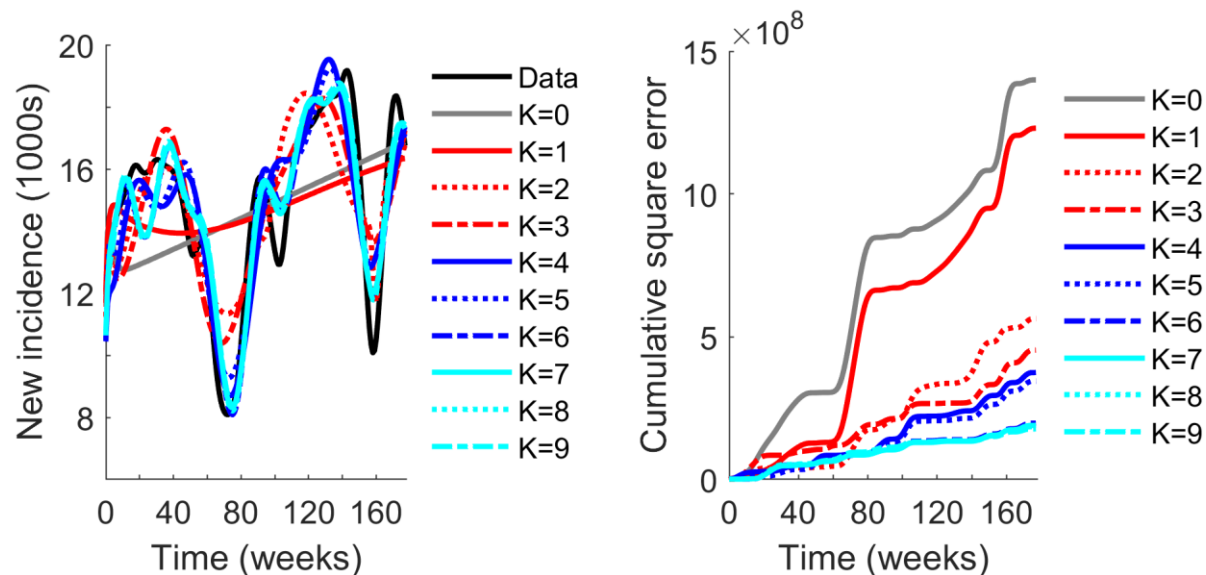 20
16
12
8
New incidence (1000s)
0
40
80
120
160
Time (weeks)
Data
K=0
K=1
K=2
K=3
K=4
K=5
K=6
K=7
K=8
K=9
×10⁸
15
10
5
0
Cumulative square error
0
40
80
120
160
Time (weeks)
K=0
K=1
K=2
K=3
K=4
K=5
K=6
K=7
K=8
K=9